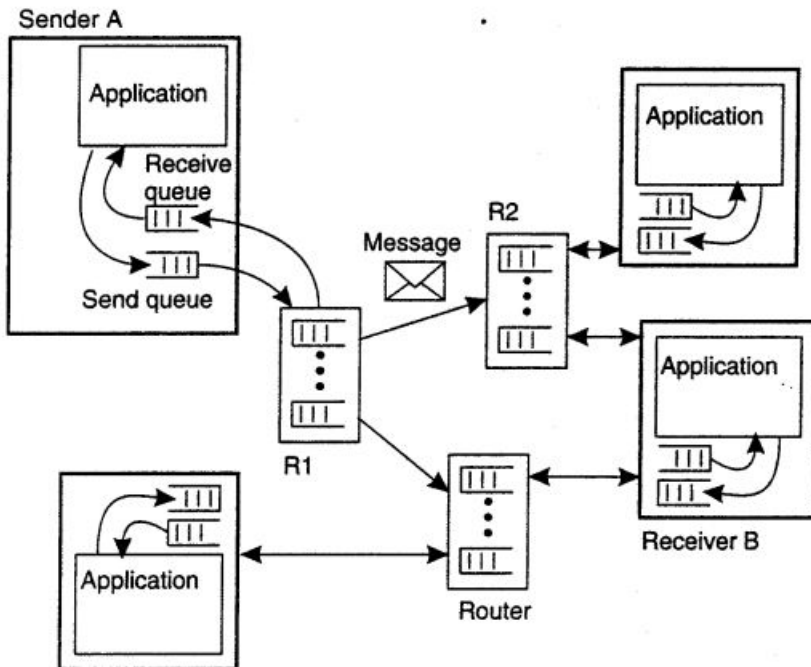 Sender A
Application
Receive
queue
Send queue
R1
Message
R2
Application
Application
Receiver B
Router
Application